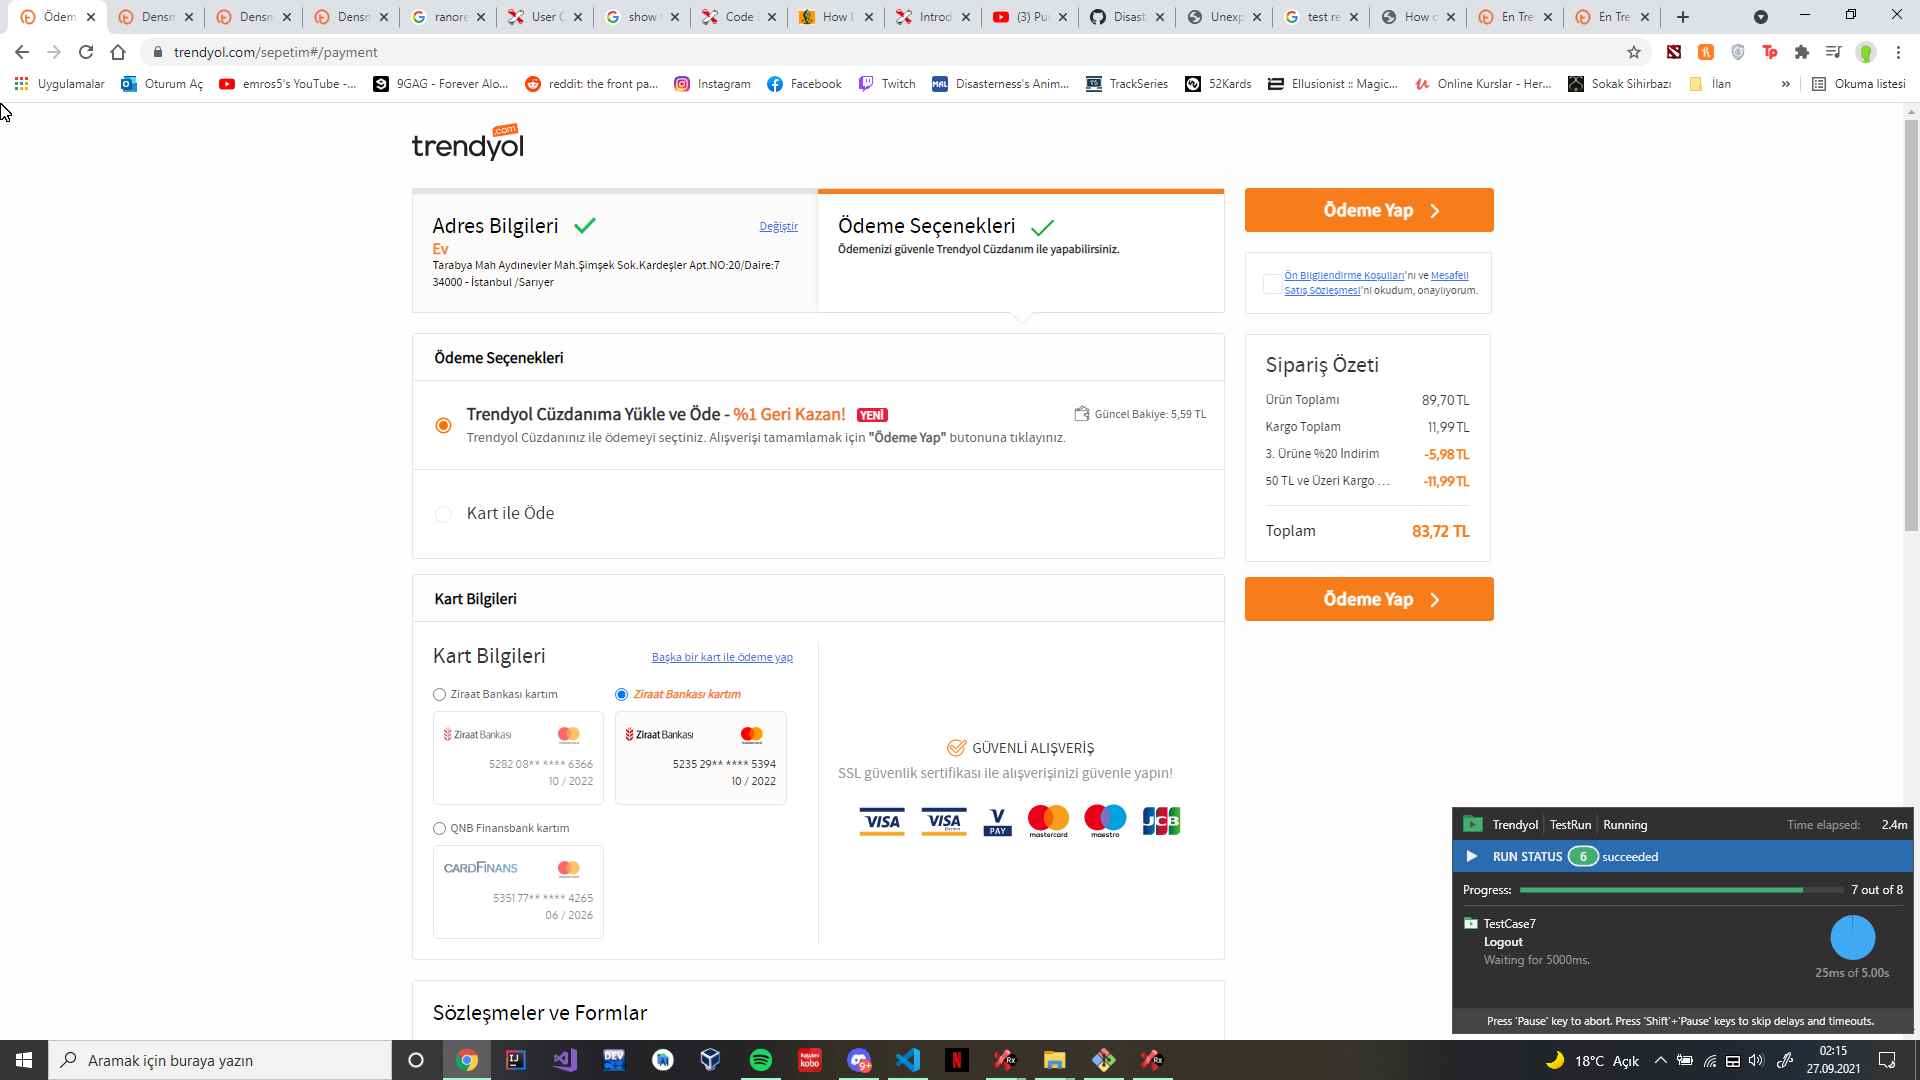 Ödem
Densm
Densm
Densm
ranore
User G
show
Code
How
Introd
(3) Pu
Disast
Unexp
test re
How c
En Tre
En Tre
trendyol.com/sepetim#/payment
Uygulamalar
Oturum Aç
emros5's YouTube -...
9GAG - Forever Alo...
reddit: the front pa...
Instagram
Facebook
Twitch
Disasterness's Anim...
TrackSeries
52Kards
Ellusionist :: Magic...
Online Kurslar - Her...
Sokak Sihirbazı
İlan
»
Okuma listesi
trendyol
.com
Adres Bilgileri
Değiştir
Ev
Tarabya Mah Aydınevler Mah.Şimşek Sok.Kardeşler Apt.NO:20/Daire:7
34000 - İstanbul /Sarıyer
Ödeme Seçenekleri
Ödemenizi güvenle Trendyol Cüzdanım ile yapabilirsiniz.
Ödeme Yap
Ön Bilgilendirme Koşulları'nı ve Mesafeli
Satış Sözleşmesi'ni okudum, onaylıyorum.
Ödeme Seçenekleri
Trendyol Cüzdanıma Yükle ve Öde - %1 Geri Kazan! YENİ
Güncel Bakiye: 5,59 TL
Trendyol Cüzdanınız ile ödemeyi seçtiniz. Alışverişi tamamlamak için "Ödeme Yap" butonuna tıklayınız.
Kart ile Öde
Sipariş Özeti
Ürün Toplamı 89,70 TL
Kargo Toplam 11,99 TL
3. Ürüne %20 İndirim -5,98 TL
50 TL ve Üzeri Kargo ... -11,99 TL
Toplam 83,72 TL
Ödeme Yap
Kart Bilgileri
Kart Bilgileri
Başka bir kart ile ödeme yap
Ziraat Bankası kartım
Ziraat Bankası kartım
Ziraat Bankası
5282 08** **** 6366
10 / 2022
Ziraat Bankası
5235 29** **** 5394
10 / 2022
QNB Finansbank kartım
CARDFINANS
5351 77** **** 4265
06 / 2026
GÜVENLİ ALIŞVERİŞ
SSL güvenlik sertifikası ile alışverişinizi güvenle yapın!
VISA
VISA
Electron
V
PAY
mastercard
maestro
JCB
Sözleşmeler ve Formlar
Trendyol TestRun Running Time elapsed: 2.4m
RUN STATUS 6 succeeded
Progress: 7 out of 8
TestCase7
Logout
Waiting for 5000ms.
25ms of 5.00s
Press 'Pause' key to abort. Press 'Shift'+'Pause' keys to skip delays and timeouts.
Aramak için buraya yazın
DEV
kobo
9+
Rx
Rx
18°C Açık
02:15
27.09.2021